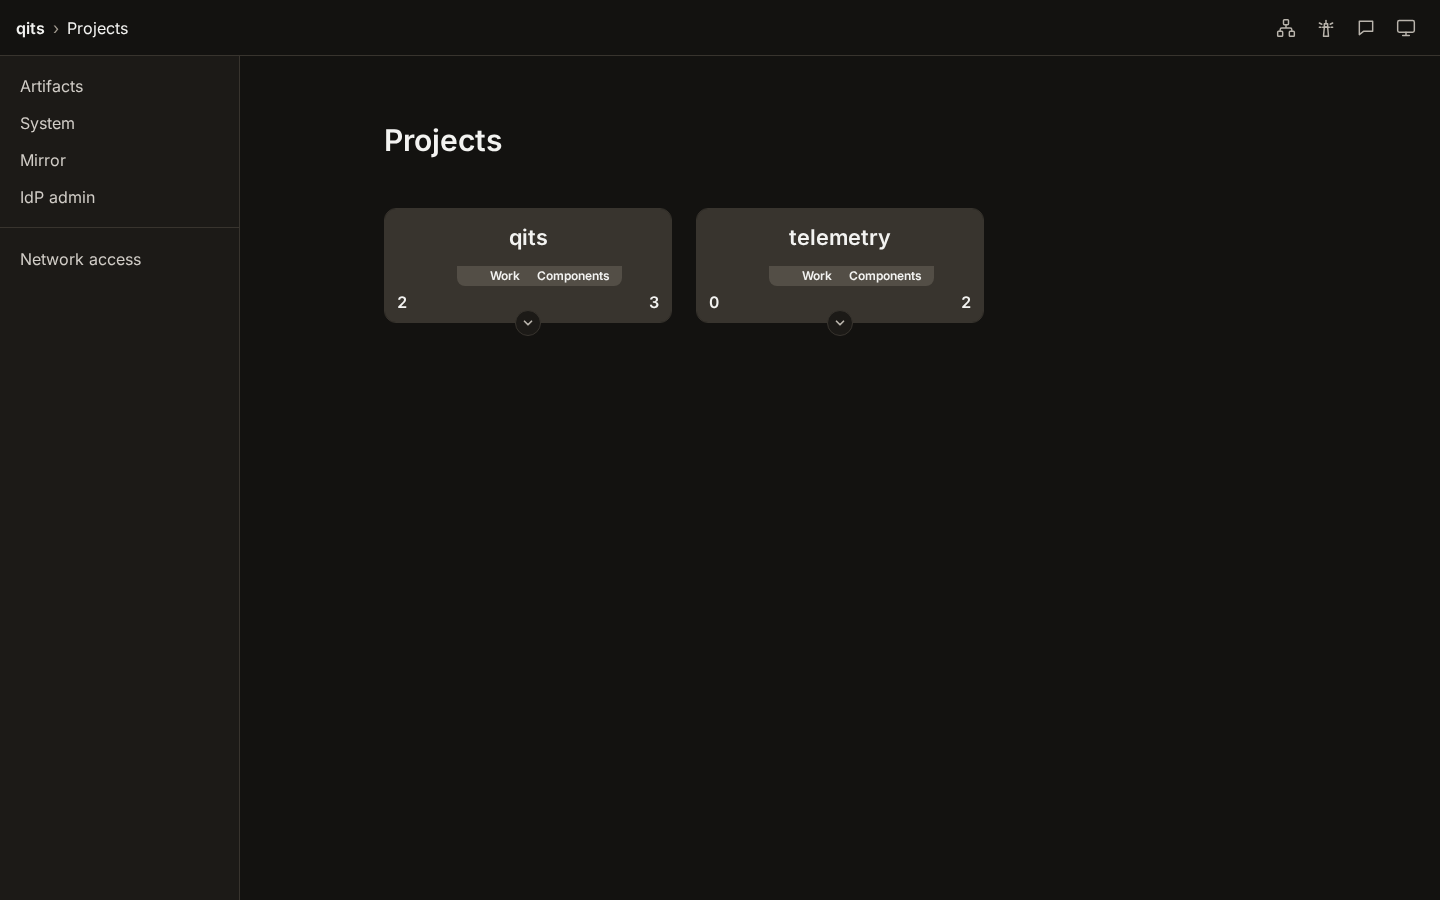 qits › Projects
Artifacts
System
Mirror
IdP admin
Network access
Projects
qits
Work Components
2 3
telemetry
Work Components
0 2